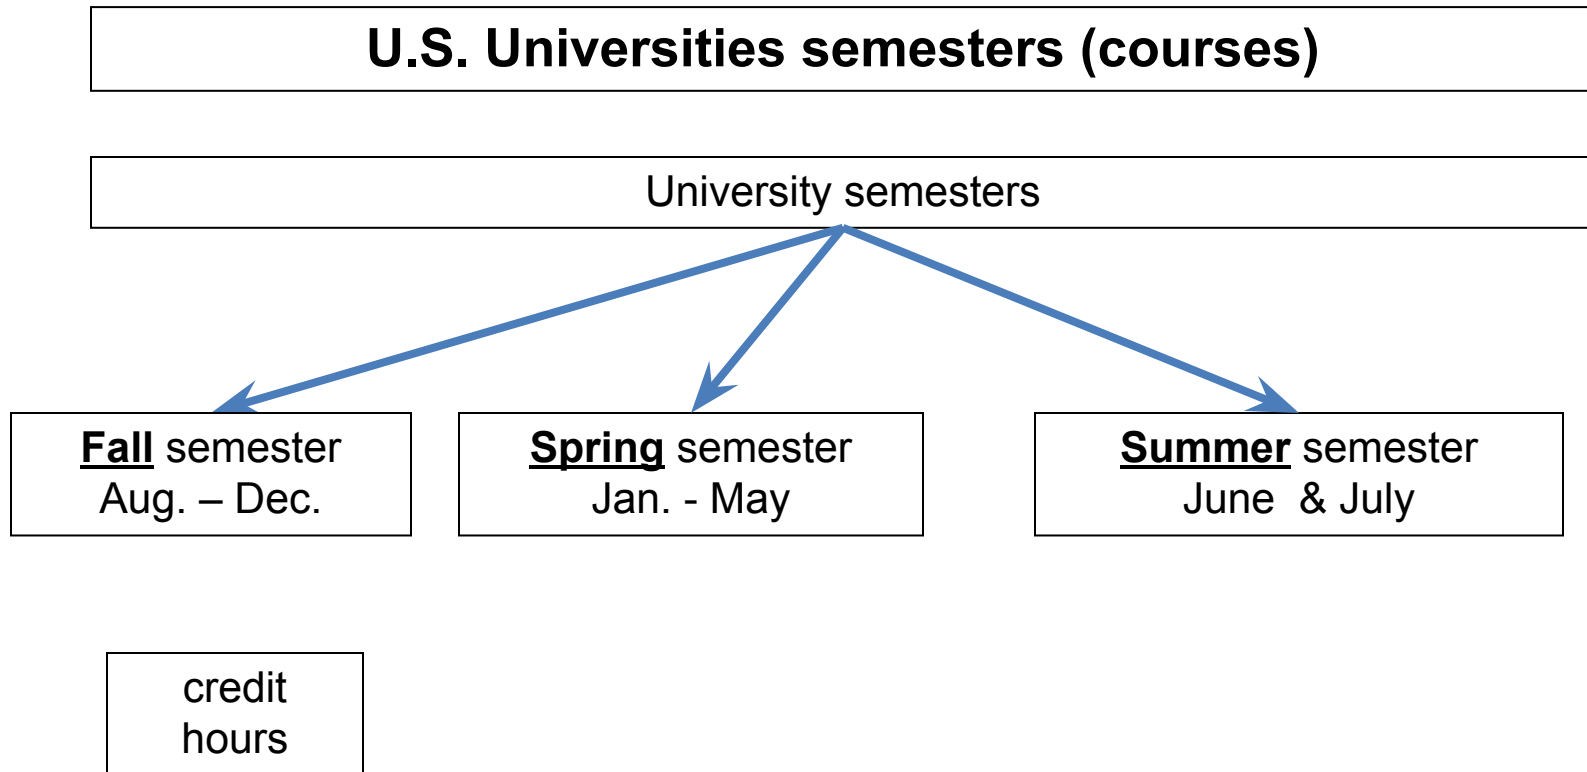 U.S. Universities semesters (courses)
University semesters
Fall semester
Aug. – Dec.
Spring semester
Jan. - May
Summer semester
June & July
credit
hours